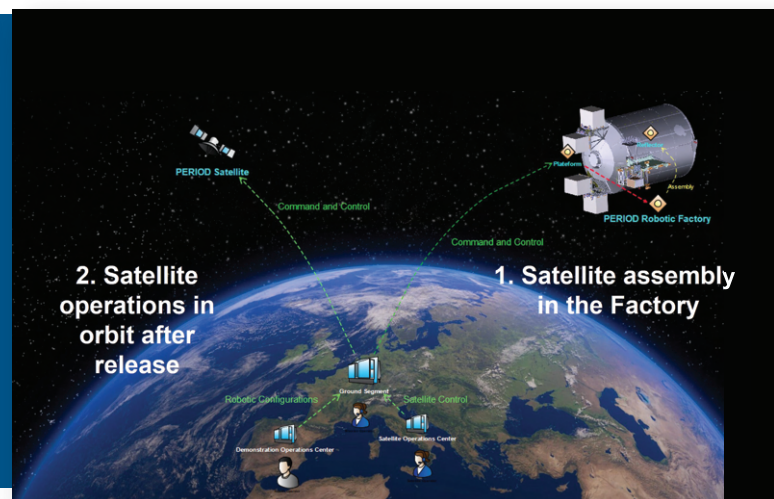 PERIOD Satellite
Plateform
Assembly
PERIOD Robotic Factory
Command and Control
Command and Control
2. Satellite
operations in
orbit after
release
1. Satellite assembly
in the Factory
Ground Segment
Robotic Configurations
Satellite Control
Satellite Operations Center
Demonstration Operations Center